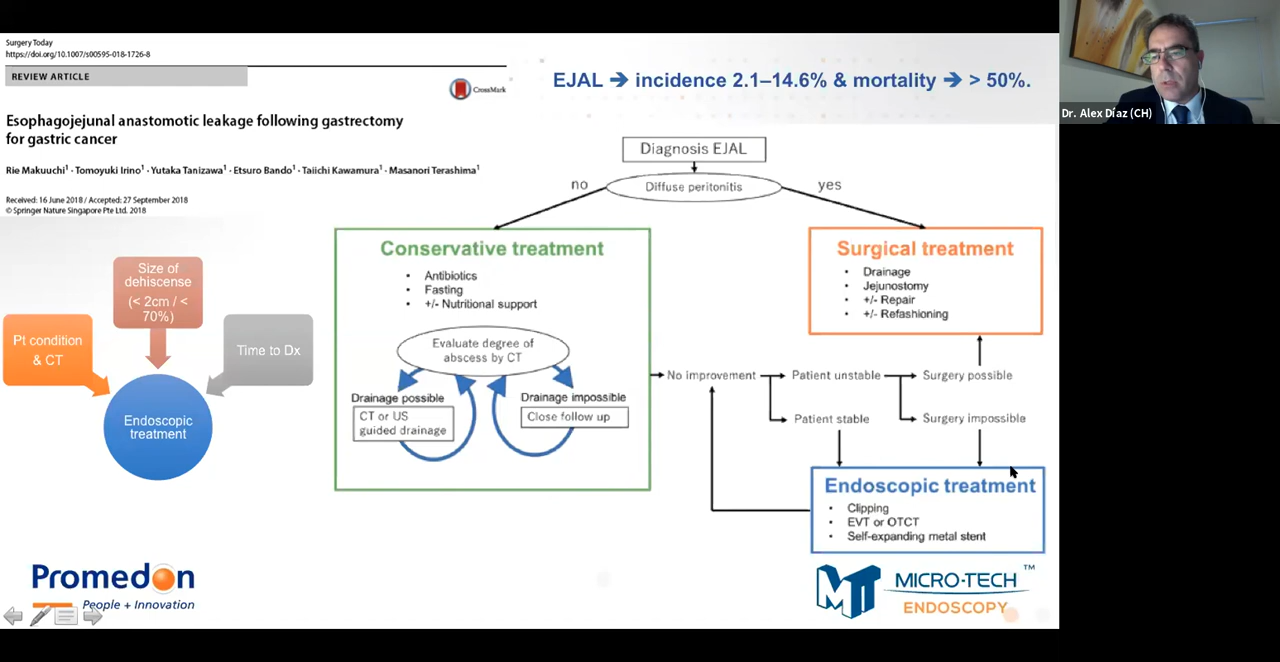 Surgery Today
https://doi.org/10.1007/s00595-018-1726-8
REVIEW ARTICLE
CrossMark
Esophagojejunal anastomotic leakage following gastrectomy
for gastric cancer
Rie Makuuchi1 · Tomoyuki Irino1 · Yutaka Tanizawa1 · Etsuro Bando1 · Taiichi Kawamura1 · Masanori Terashima1
Received: 16 June 2018 / Accepted: 27 September 2018
© Springer Nature Singapore Pte Ltd. 2018
EJAL ➔ incidence 2.1–14.6% & mortality ➔ > 50%.
Dr. Alex Díaz (CH)
Size of
dehiscense
(< 2cm / <
70%)
Pt condition
& CT
Time to Dx
Endoscopic
treatment
Diagnosis EJAL
Diffuse peritonitis
no
yes
Conservative treatment
• Antibiotics
• Fasting
• +/- Nutritional support
Evaluate degree of
abscess by CT
Drainage possible
CT or US
guided drainage
Drainage impossible
Close follow up
Surgical treatment
• Drainage
• Jejunostomy
• +/- Repair
• +/- Refashioning
No improvement
Patient unstable
Surgery possible
Patient stable
Surgery impossible
Endoscopic treatment
• Clipping
• EVT or OTCT
• Self-expanding metal stent
Promedon
People + Innovation
MICRO-TECH™
ENDOSCOPY